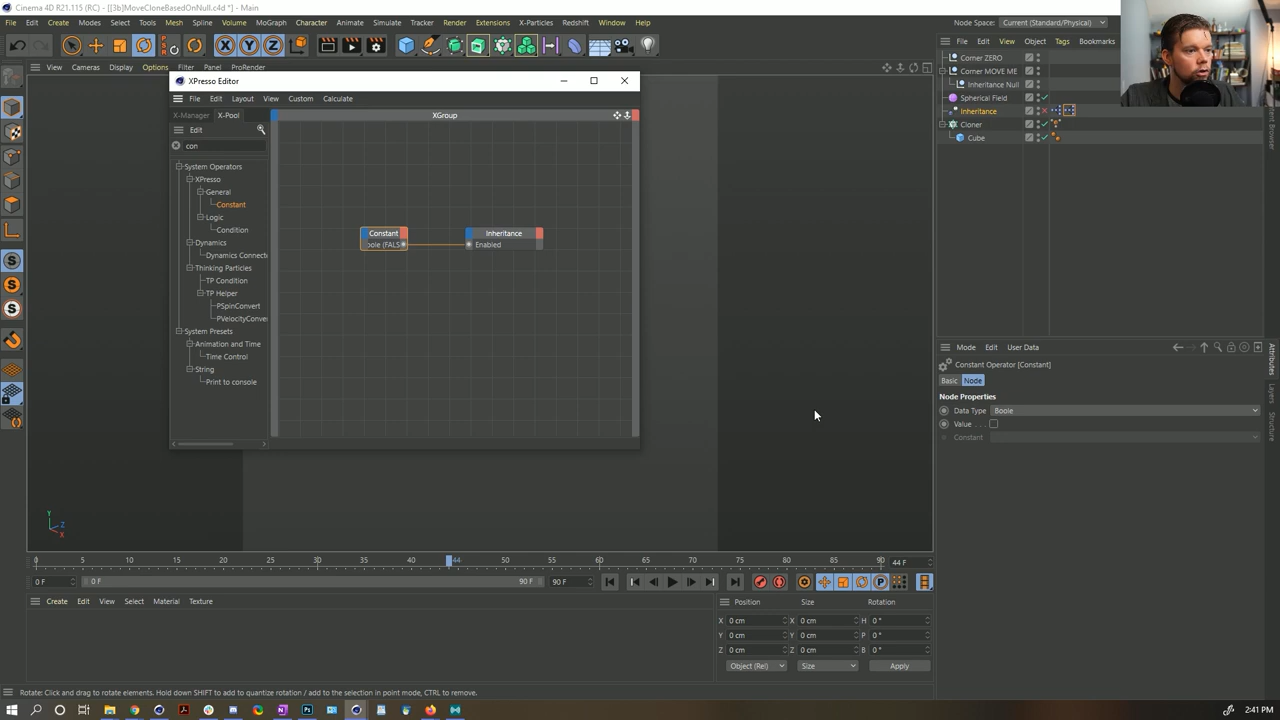 Cinema 4D R21.115 (RC) - [[3b]MoveCloneBasedOnNull.c4d *] - Main
File Edit Create Modes Select Tools Mesh Spline Volume MoGraph Character Animate Simulate Tracker Render Extensions X-Particles Redshift Window Help Node Space: Current (Standard/Physical)
View Cameras Display Options Filter Panel ProRender
File Edit View Object Tags Bookmarks
Corner ZERO
Corner MOVE ME
Inheritance Null
Spherical Field
Inheritance
Cloner
Cube
XPresso Editor
File Edit Layout View Custom Calculate
X-Manager X-Pool XGroup
Edit
con
System Operators
XPresso
General
Constant
Logic
Condition
Dynamics
Dynamics Connecti
Thinking Particles
TP Condition
TP Helper
PSpinConvert
PVelocityConver
System Presets
Animation and Time
Time Control
String
Print to console
Constant Inheritance
oole (FALS Enabled
Mode Edit User Data
Constant Operator [Constant]
Basic Node
Node Properties
Data Type Boole
Value
Constant
Attributes
Layers
Structure
Y
Z
X
0 5 10 15 20 25 30 35 40 44 50 55 60 65 70 75 80 85 90 44 F
0 F 0 F 90 F 90 F
Create Edit View Select Material Texture
Position Size Rotation
X 0 cm X 0 cm H 0 °
Y 0 cm Y 0 cm P 0 °
Z 0 cm Z 0 cm B 0 °
Object (Rel) Size Apply
Rotate: Click and drag to rotate elements. Hold down SHIFT to add to quantize rotation / add to the selection in point mode, CTRL to remove.
2:41 PM